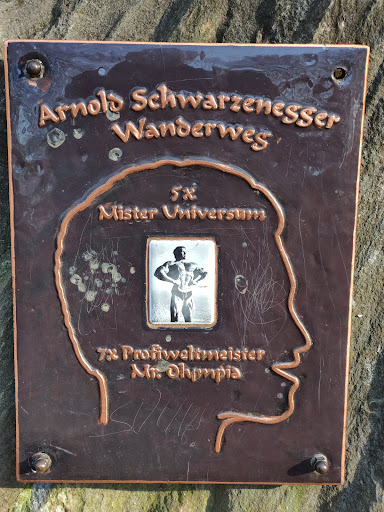 Arnold Schwarzenegger
Wanderweg
5x
Mister Universum
7x Profiweltmeister
Mr. Olympia